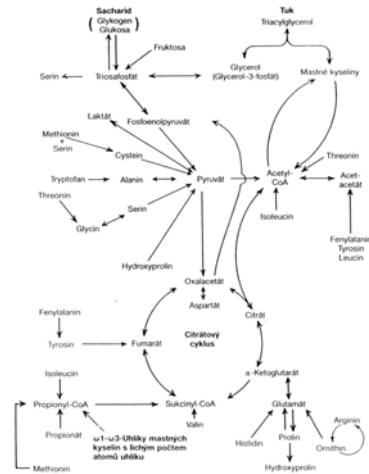 Sacharid
Glykogen
Glukosa
Fruktosa
Serin
Triosafosfát
Tuk
Triacylglycerol
Glycerol
(Glycerol-3-fosfát)
Mastné kyseliny
Laktát
Fosfoenolpyruvát
Methionin
+
Serin
Cystein
Tryptofan
Alanin
Pyruvát
Acetyl-
CoA
Threonin
Acet-
acetát
Threonin
Serin
Glycin
Isoleucin
Fenylalanin
Tyrosin
Leucin
Hydroxyprolin
Oxalacetát
Aspartát
Citrát
Fenylalanin
Tyrosin
Fumarát
Citrátový
cyklus
α-Ketoglutarát
Isoleucin
Propionyl-CoA
Sukcinyl-CoA
Valin
Glutamát
Arginin
Propionát
ω1-ω3-Uhlíky mastných
kyselin s lichým počtem
atomů uhlíku
Histidin
Prolin
Ornithin
Methionin
Hydroxyprolin